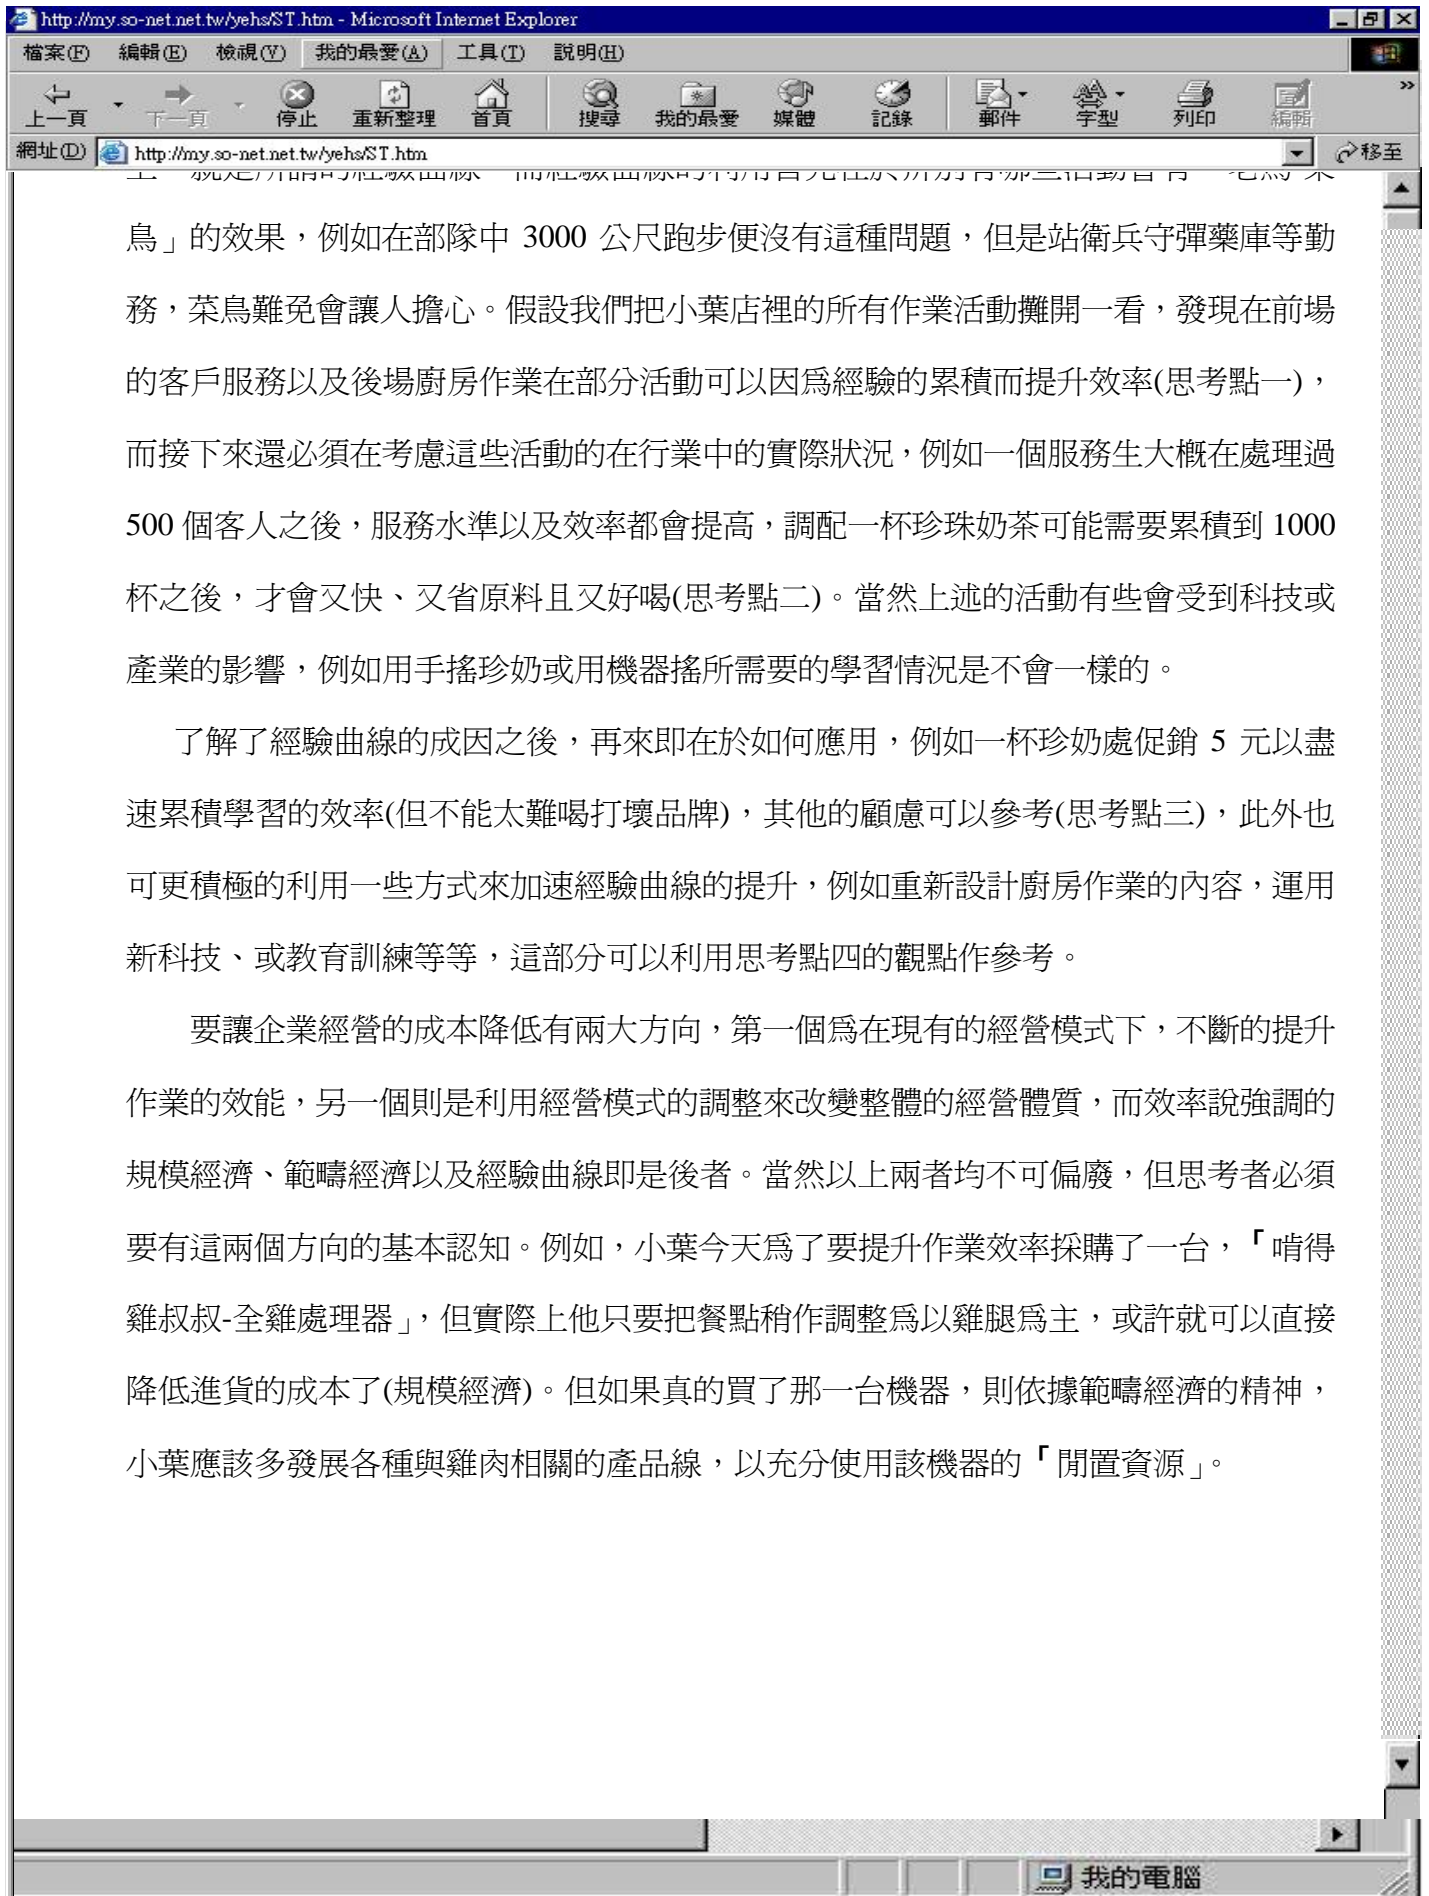 http://my.so-net.net.tw/yehs/ST.htm - Microsoft Internet Explorer
檔案(F) 編輯(E) 檢視(V) 我的最愛(A) 工具(T) 說明(H)
上一頁 下一頁 停止 重新整理 首頁 搜尋 我的最愛 媒體 記錄 郵件 字型 列印 編輯
網址(D) http://my.so-net.net.tw/yehs/ST.htm 移至
鳥」的效果，例如在部隊中 3000 公尺跑步便沒有這種問題，但是站衛兵守彈藥庫等勤
務，菜鳥難免會讓人擔心。假設我們把小葉店裡的所有作業活動攤開一看，發現在前場
的客戶服務以及後場廚房作業在部分活動可以因為經驗的累積而提升效率(思考點一)，
而接下來還必須在考慮這些活動的在行業中的實際狀況，例如一個服務生大概在處理過
500 個客人之後，服務水準以及效率都會提高，調配一杯珍珠奶茶可能需要累積到 1000
杯之後，才會又快、又省原料且又好喝(思考點二)。當然上述的活動有些會受到科技或
產業的影響，例如用手搖珍奶或用機器搖所需要的學習情況是不會一樣的。
了解了經驗曲線的成因之後，再來即在於如何應用，例如一杯珍奶處促銷 5 元以盡
速累積學習的效率(但不能太難喝打壞品牌)，其他的顧慮可以參考(思考點三)，此外也
可更積極的利用一些方式來加速經驗曲線的提升，例如重新設計廚房作業的內容，運用
新科技、或教育訓練等等，這部分可以利用思考點四的觀點作參考。
要讓企業經營的成本降低有兩大方向，第一個為在現有的經營模式下，不斷的提升
作業的效能，另一個則是利用經營模式的調整來改變整體的經營體質，而效率說強調的
規模經濟、範疇經濟以及經驗曲線即是後者。當然以上兩者均不可偏廢，但思考者必須
要有這兩個方向的基本認知。例如，小葉今天為了要提升作業效率採購了一台，「啃得
雞叔叔-全雞處理器」，但實際上他只要把餐點稍作調整為以雞腿為主，或許就可以直接
降低進貨的成本了(規模經濟)。但如果真的買了那一台機器，則依據範疇經濟的精神，
小葉應該多發展各種與雞肉相關的產品線，以充分使用該機器的「閒置資源」。
我的電腦